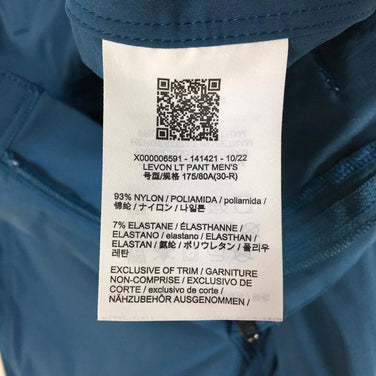 X000006591 - 141421 - 10/22
LEVON LT PANT MEN'S
号型/规格 175/80A(30-R)
93% NYLON / POLIAMIDA / poliamida /
锦纶 / ナイロン / 나일론
7% ELASTANE / ÉLASTHANNE /
ELASTANO / elastano / ELASTHAN /
ELASTAN / 氨纶 / ポリウレタン / 폴리우
레탄
EXCLUSIVE OF TRIM / GARNITURE
NON-COMPRISE / EXCLUSIVO DE
CORTE / exclusivo de corte /
NÄHZUBEHÖR AUSGENOMMEN /